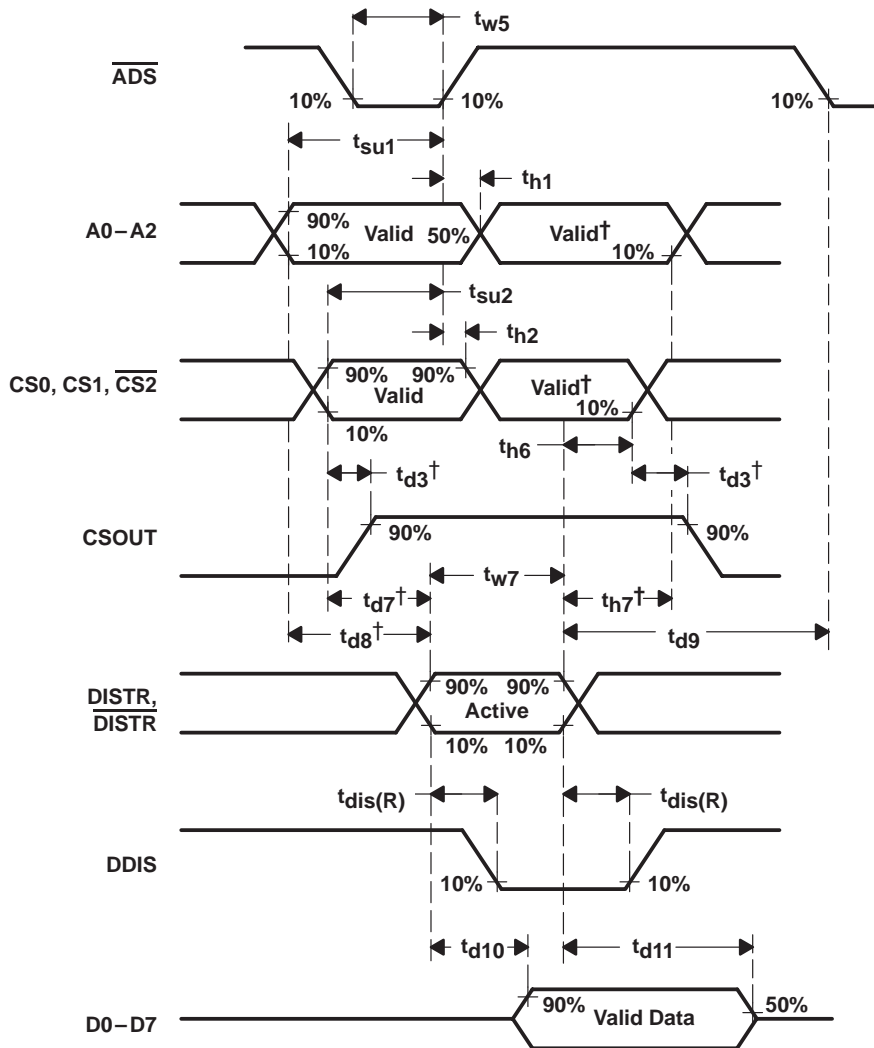 tw5
ADS
10% 10% 10%
tsu1
th1
A0–A2
90% Valid 50% Valid†
10% 10%
tsu2
th2
CS0, CS1, CS2
90% 90% Valid†
Valid 10%
10%
th6
td3† td3†
CSOUT
90% 90%
tw7
td7† th7†
td8† td9
DISTR,
DISTR
90% 90%
Active
10% 10%
tdis(R) tdis(R)
DDIS
10% 10%
td10 td11
D0–D7
90% Valid Data 50%